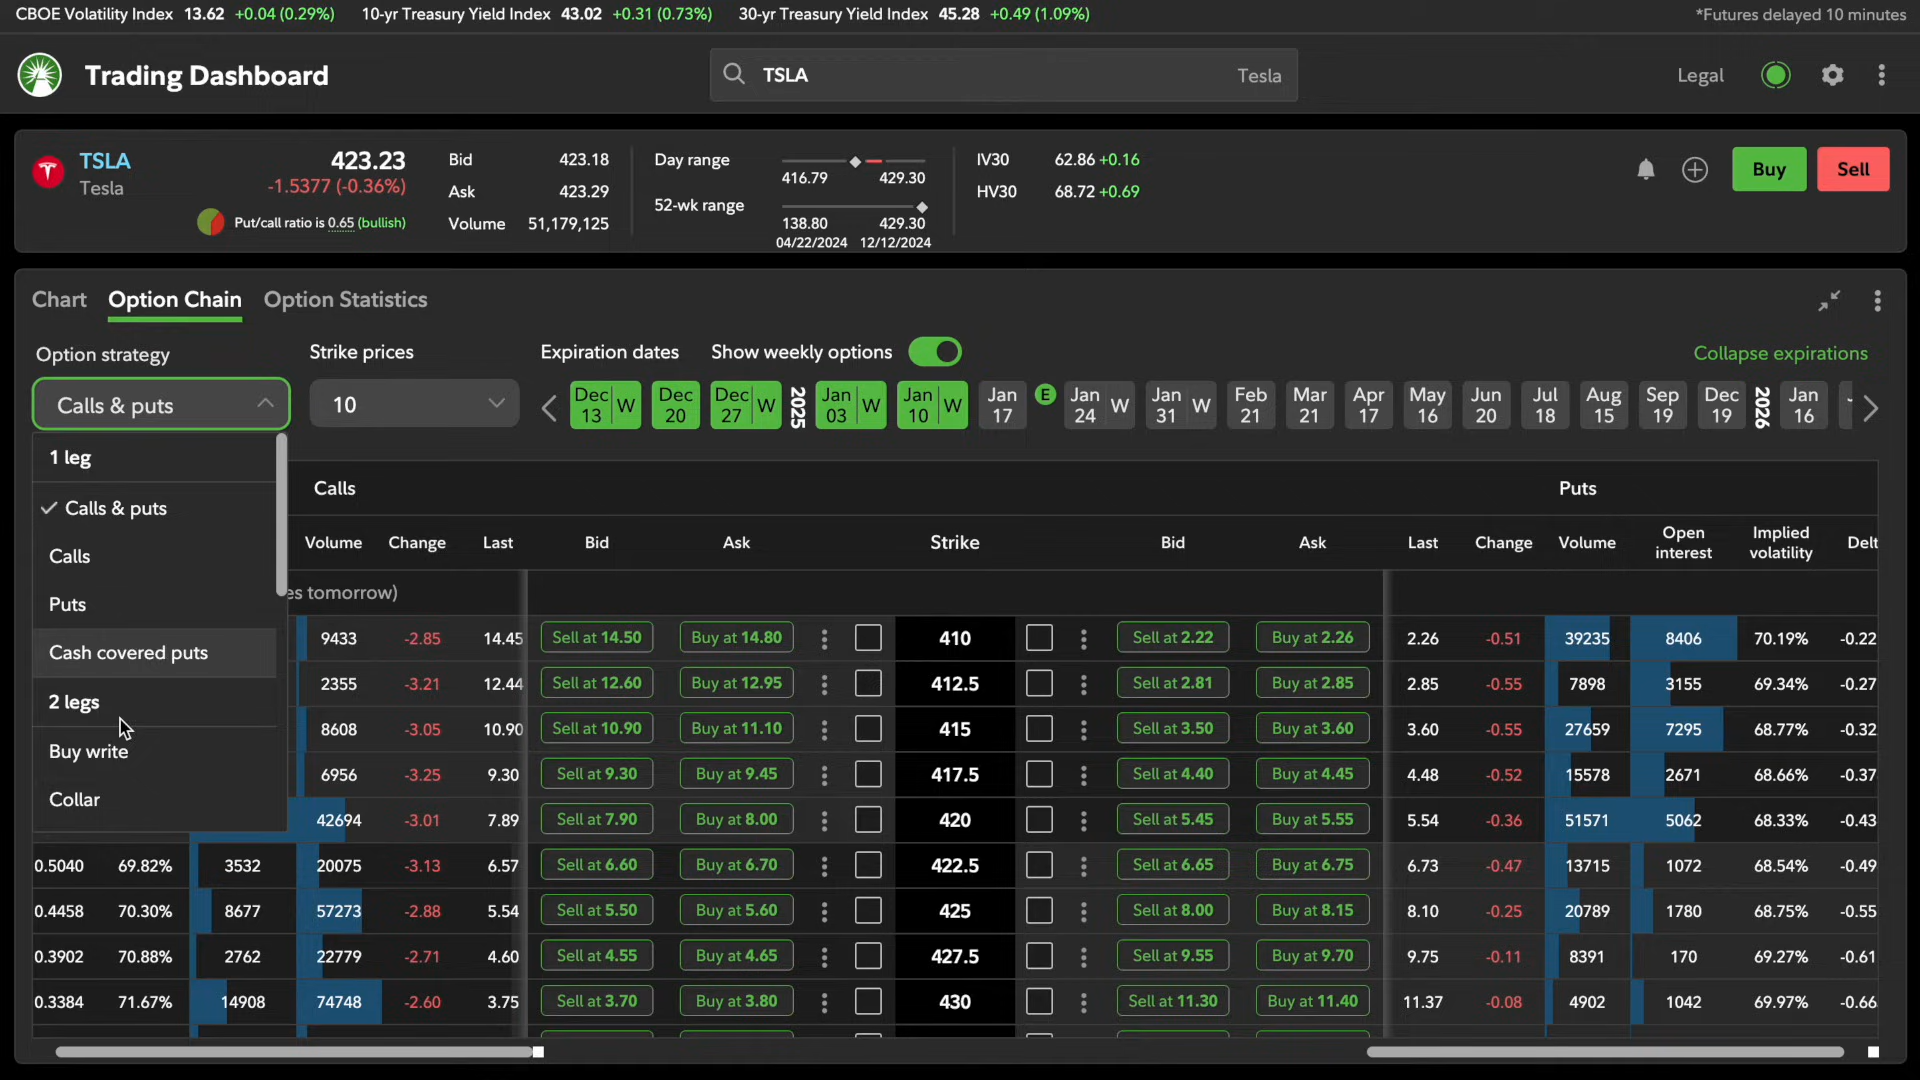 CBOE Volatility Index 13.62 +0.04 (0.29%) 10-yr Treasury Yield Index 43.02 +0.31 (0.73%) 30-yr Treasury Yield Index 45.28 +0.49 (1.09%) *Futures delayed 10 minutes
Trading Dashboard TSLA Tesla Legal
TSLA 423.23 Bid 423.18 Day range 416.79 429.30 IV30 62.86 +0.16 Buy Sell
Tesla -1.5377 (-0.36%) Ask 423.29 HV30 68.72 +0.69
Put/call ratio is 0.65 (bullish) Volume 51,179,125 52-wk range 138.80 429.30
04/22/2024 12/12/2024
Chart Option Chain Option Statistics
Option strategy Strike prices Expiration dates Show weekly options Collapse expirations
Calls & puts 10 Dec 13 W Dec 20 Dec 27 W 2025 Jan 03 W Jan 10 W Jan 17 E Jan 24 W Jan 31 W Feb 21 Mar 21 Apr 17 May 16 Jun 20 Jul 18 Aug 15 Sep 19 Dec 19 2026 Jan 16
1 leg
Calls & puts
Calls
Puts
Cash covered puts
2 legs
Buy write
Collar
Calls Puts
Volume Change Last Bid Ask Strike Bid Ask Last Change Volume Open interest Implied volatility Delt
es tomorrow)
9433 -2.85 14.45 Sell at 14.50 Buy at 14.80 410 Sell at 2.22 Buy at 2.26 2.26 -0.51 39235 8406 70.19% -0.22
2355 -3.21 12.44 Sell at 12.60 Buy at 12.95 412.5 Sell at 2.81 Buy at 2.85 2.85 -0.55 7898 3155 69.34% -0.27
8608 -3.05 10.90 Sell at 10.90 Buy at 11.10 415 Sell at 3.50 Buy at 3.60 3.60 -0.55 27659 7295 68.77% -0.32
6956 -3.25 9.30 Sell at 9.30 Buy at 9.45 417.5 Sell at 4.40 Buy at 4.45 4.48 -0.52 15578 2671 68.66% -0.37
42694 -3.01 7.89 Sell at 7.90 Buy at 8.00 420 Sell at 5.45 Buy at 5.55 5.54 -0.36 51571 5062 68.33% -0.43
0.5040 69.82% 3532 20075 -3.13 6.57 Sell at 6.60 Buy at 6.70 422.5 Sell at 6.65 Buy at 6.75 6.73 -0.47 13715 1072 68.54% -0.49
0.4458 70.30% 8677 57273 -2.88 5.54 Sell at 5.50 Buy at 5.60 425 Sell at 8.00 Buy at 8.15 8.10 -0.25 20789 1780 68.75% -0.55
0.3902 70.88% 2762 22779 -2.71 4.60 Sell at 4.55 Buy at 4.65 427.5 Sell at 9.55 Buy at 9.70 9.75 -0.11 8391 170 69.27% -0.61
0.3384 71.67% 14908 74748 -2.60 3.75 Sell at 3.70 Buy at 3.80 430 Sell at 11.30 Buy at 11.40 11.37 -0.08 4902 1042 69.97% -0.66